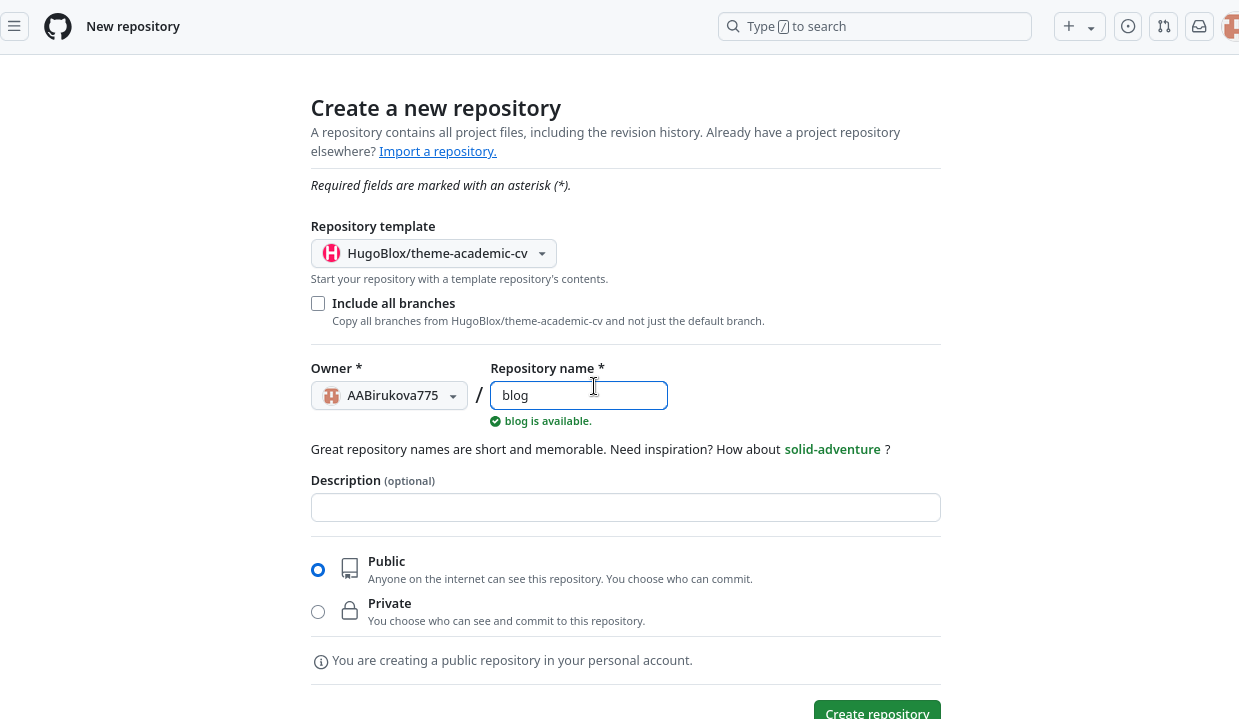 New repository
Type / to search
Create a new repository
A repository contains all project files, including the revision history. Already have a project repository
elsewhere? Import a repository.
Required fields are marked with an asterisk (*).
Repository template
HugoBlox/theme-academic-cv
Start your repository with a template repository's contents.
Include all branches
Copy all branches from HugoBlox/theme-academic-cv and not just the default branch.
Owner * Repository name *
AABirukova775 / blog
blog is available.
Great repository names are short and memorable. Need inspiration? How about solid-adventure ?
Description (optional)
Public
Anyone on the internet can see this repository. You choose who can commit.
Private
You choose who can see and commit to this repository.
You are creating a public repository in your personal account.
Create repository